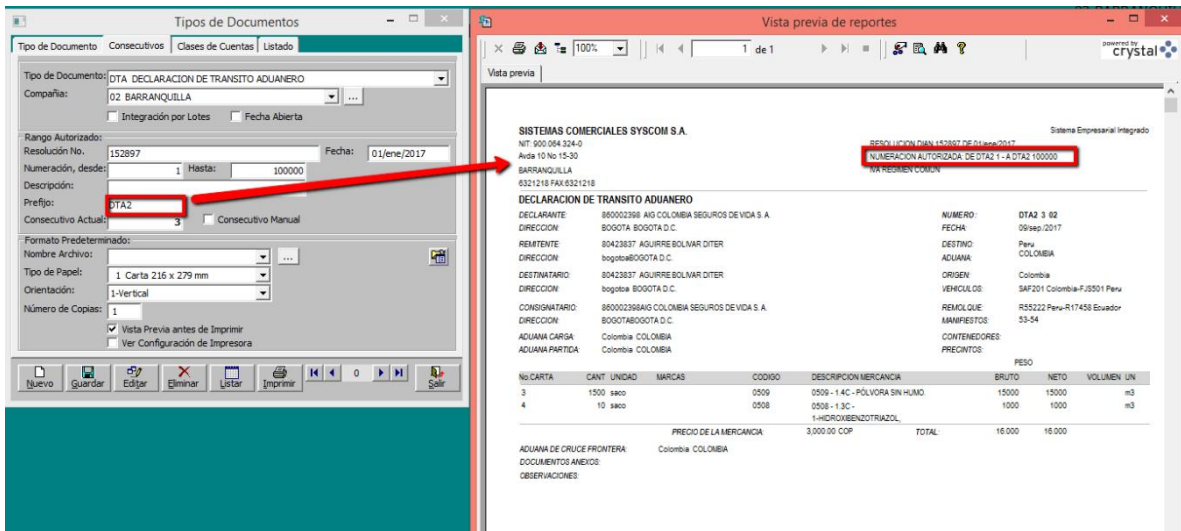 Tipos de Documentos
Tipo de Documento Consecutivos Clases de Cuentas Listado
Tipo de Documento: DTA DECLARACION DE TRANSITO ADUANERO
Compañia: 02 BARRANQUILLA ...
Integración por Lotes Fecha Abierta
Rango Autorizado:
Resolución No. 152897 Fecha: 01/ene/2017
Numeración, desde: 1 Hasta: 100000
Descripción:
Prefijo: DTA2
Consecutivo Actual: 3 Consecutivo Manual
Formato Predeterminado:
Nombre Archivo: ...
Tipo de Papel: 1 Carta 216 x 279 mm
Orientación: 1-Vertical
Número de Copias: 1
Vista Previa antes de Imprimir
Ver Configuración de Impresora
Nuevo Guardar Editar Eliminar Listar Imprimir 0 Salir
Vista previa de reportes
100% 1 de 1 powered by crystal
Vista previa
SISTEMAS COMERCIALES SYSCOM S.A. Sistema Empresarial Integrado
NIT: 900.064.324-0 RESOLUCION DIAN 152897 DE 01/ene/2017
Avda 10 No 15-30 NUMERACION AUTORIZADA: DE DTA2 1 - A DTA2 100000
BARRANQUILLA IVA REGIMEN COMUN
6321218 FAX:6321218
DECLARACION DE TRANSITO ADUANERO
DECLARANTE: 860002398 AIG COLOMBIA SEGUROS DE VIDA S. A. NUMERO: DTA2 3 02
DIRECCION: BOGOTA BOGOTA D.C. FECHA: 09/sep./2017
REMITENTE: 80423837 AGUIRRE BOLIVAR DITER DESTINO: Peru
DIRECCION: bogotoaBOGOTA D.C. ADUANA: COLOMBIA
DESTINATARIO: 80423837 AGUIRRE BOLIVAR DITER ORIGEN: Colombia
DIRECCION: bogotoa BOGOTA D.C. VEHICULOS: SAF201 Colombia-FJS501 Peru
CONSIGNATARIO: 860002398AIG COLOMBIA SEGUROS DE VIDA S. A. REMOLQUE: R55222 Peru-R17458 Ecuador
DIRECCION: BOGOTABOGOTA D.C. MANIFIESTOS: 53-54
ADUANA CARGA: Colombia COLOMBIA CONTENEDORES:
ADUANA PARTIDA: Colombia COLOMBIA PRECINTOS:
PESO
No.CARTA CANT UNIDAD MARCAS CODIGO DESCRIPCION MERCANCIA BRUTO NETO VOLUMEN UN
3 1500 saco 0509 0509 - 1.4C - PÓLVORA SIN HUMO. 15000 15000 m3
4 10 saco 0508 0508 - 1.3C - 1000 1000 m3
1-HIDROXIBENZOTRIAZOL,
PRECIO DE LA MERCANCIA: 3,000.00 COP TOTAL: 16.000 16.000
ADUANA DE CRUCE FRONTERA: Colombia COLOMBIA
DOCUMENTOS ANEXOS:
OBSERVACIONES: